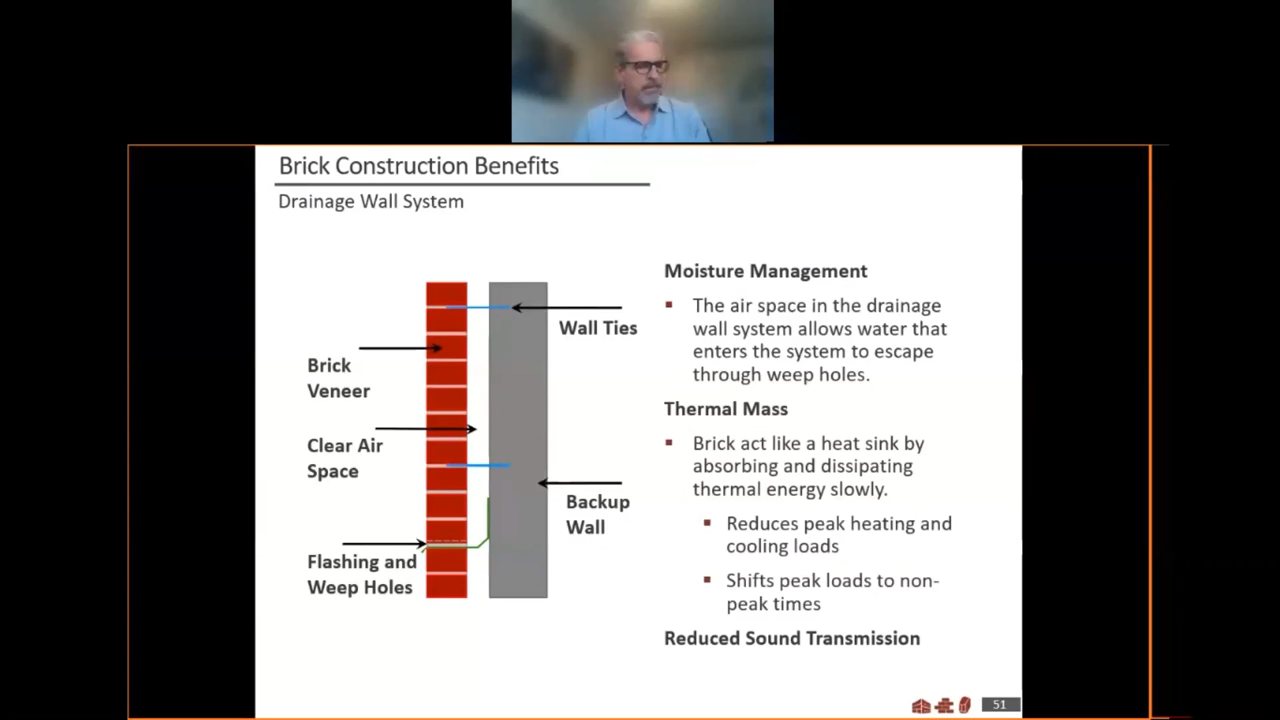 Brick Construction Benefits
Drainage Wall System
Wall Ties
Brick
Veneer
Clear Air
Space
Backup
Wall
Flashing and
Weep Holes
Moisture Management
The air space in the drainage
wall system allows water that
enters the system to escape
through weep holes.
Thermal Mass
Brick act like a heat sink by
absorbing and dissipating
thermal energy slowly.
Reduces peak heating and
cooling loads
Shifts peak loads to non-
peak times
Reduced Sound Transmission
51